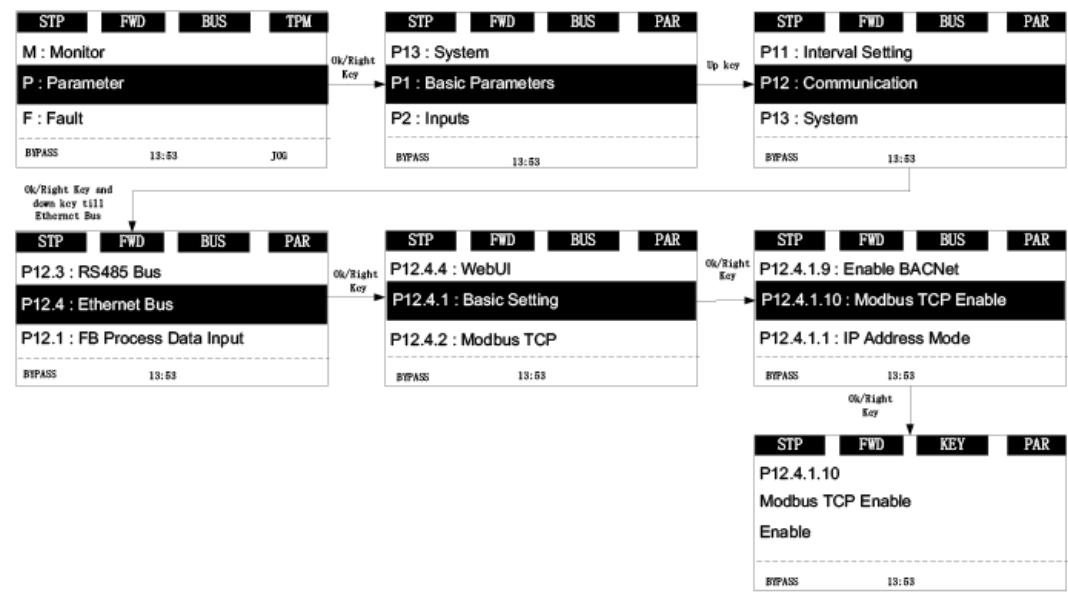 STP FWD BUS TPM
M : Monitor
P : Parameter
F : Fault
BYPASS 13:53 JOG
Ok/Right
Key
STP FWD BUS PAR
P13 : System
P1 : Basic Parameters
P2 : Inputs
BYPASS 13:53
Up key
STP FWD BUS PAR
P11 : Interval Setting
P12 : Communication
P13 : System
BYPASS 13:53
Ok/Right Key and
down key till
Ethernet Bus
STP FWD BUS PAR
P12.3 : RS485 Bus
P12.4 : Ethernet Bus
P12.1 : FB Process Data Input
BYPASS 13:53
Ok/Right
Key
STP FWD BUS PAR
P12.4.4 : WebUI
P12.4.1 : Basic Setting
P12.4.2 : Modbus TCP
BYPASS 13:53
Ok/Right
Key
STP FWD BUS PAR
P12.4.1.9 : Enable BACNet
P12.4.1.10 : Modbus TCP Enable
P12.4.1.1 : IP Address Mode
BYPASS 13:53
Ok/Right
Key
STP FWD KEY PAR
P12.4.1.10
Modbus TCP Enable
Enable
BYPASS 13:53